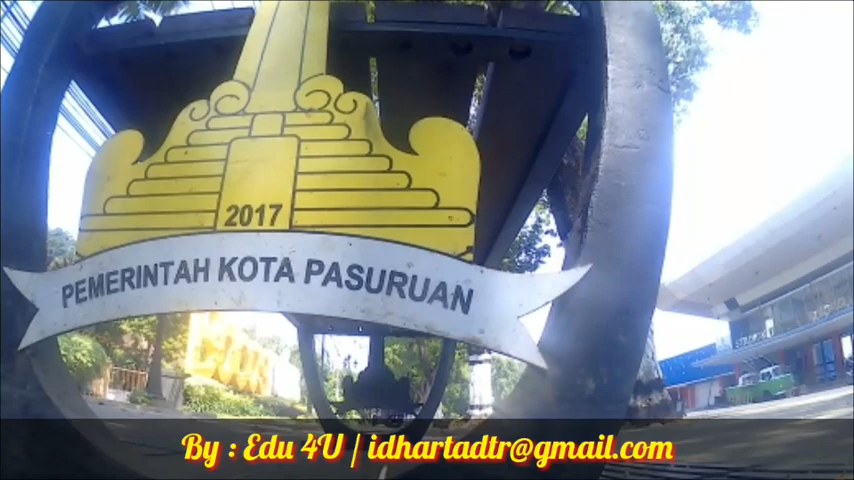 2017
PEMERINTAH KOTA PASURUAN
By : Edu 4U / idhartadtr@gmail.com